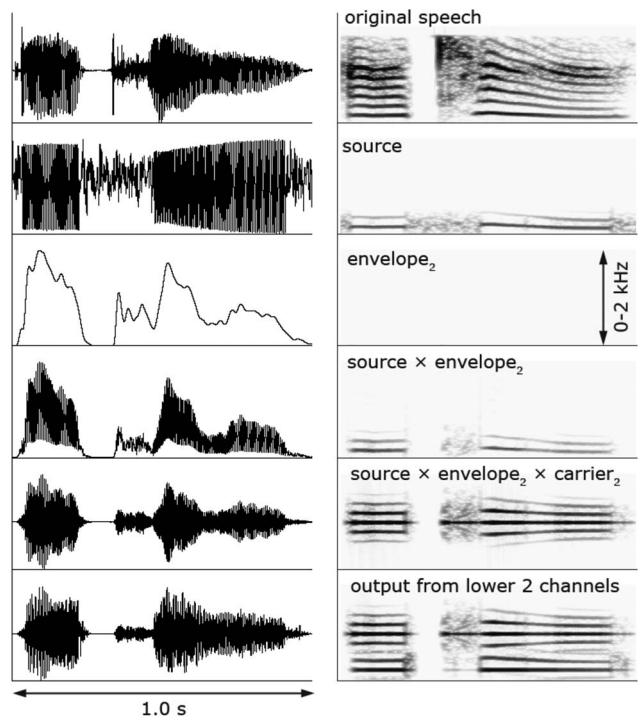 original speech
source
envelope₂
0-2 kHz
source × envelope₂
source × envelope₂ × carrier₂
output from lower 2 channels
1.0 s